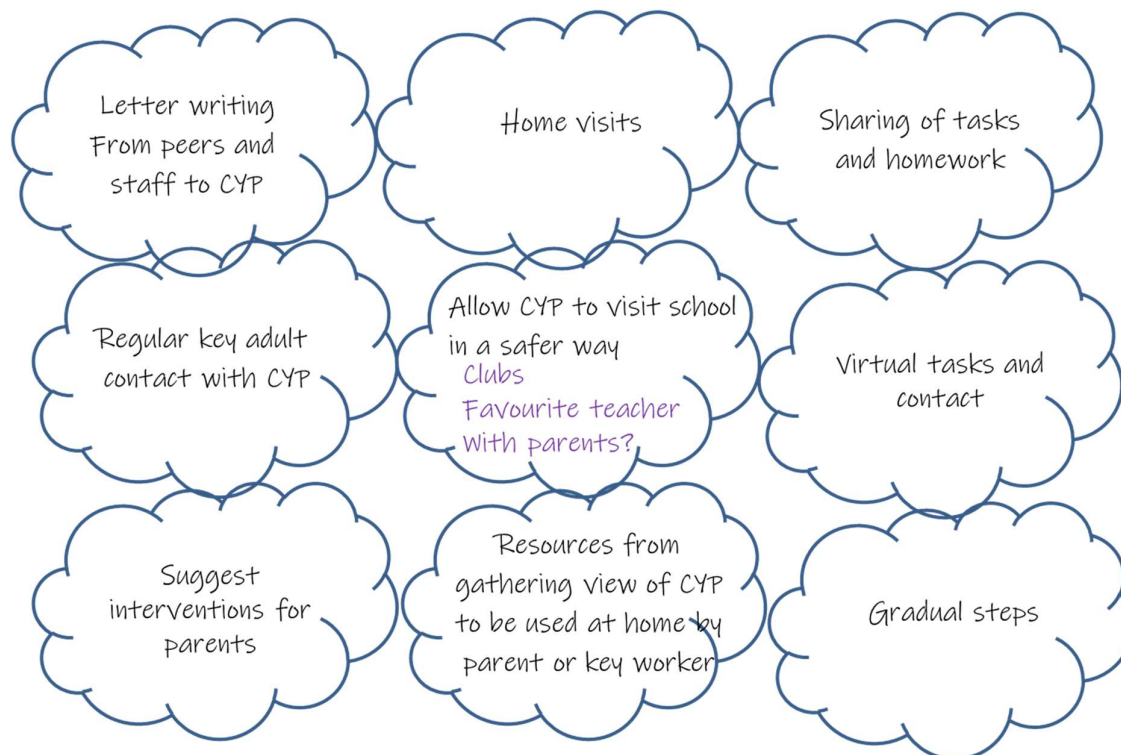 Letter writing
From peers and
staff to CYP
Home visits
Sharing of tasks
and homework
Regular key adult
contact with CYP
Allow CYP to visit school
in a safer way
Clubs
Favourite teacher
With parents?
Virtual tasks and
contact
Suggest
interventions for
parents
Resources from
gathering view of CYP
to be used at home by
parent or key worker
Gradual steps